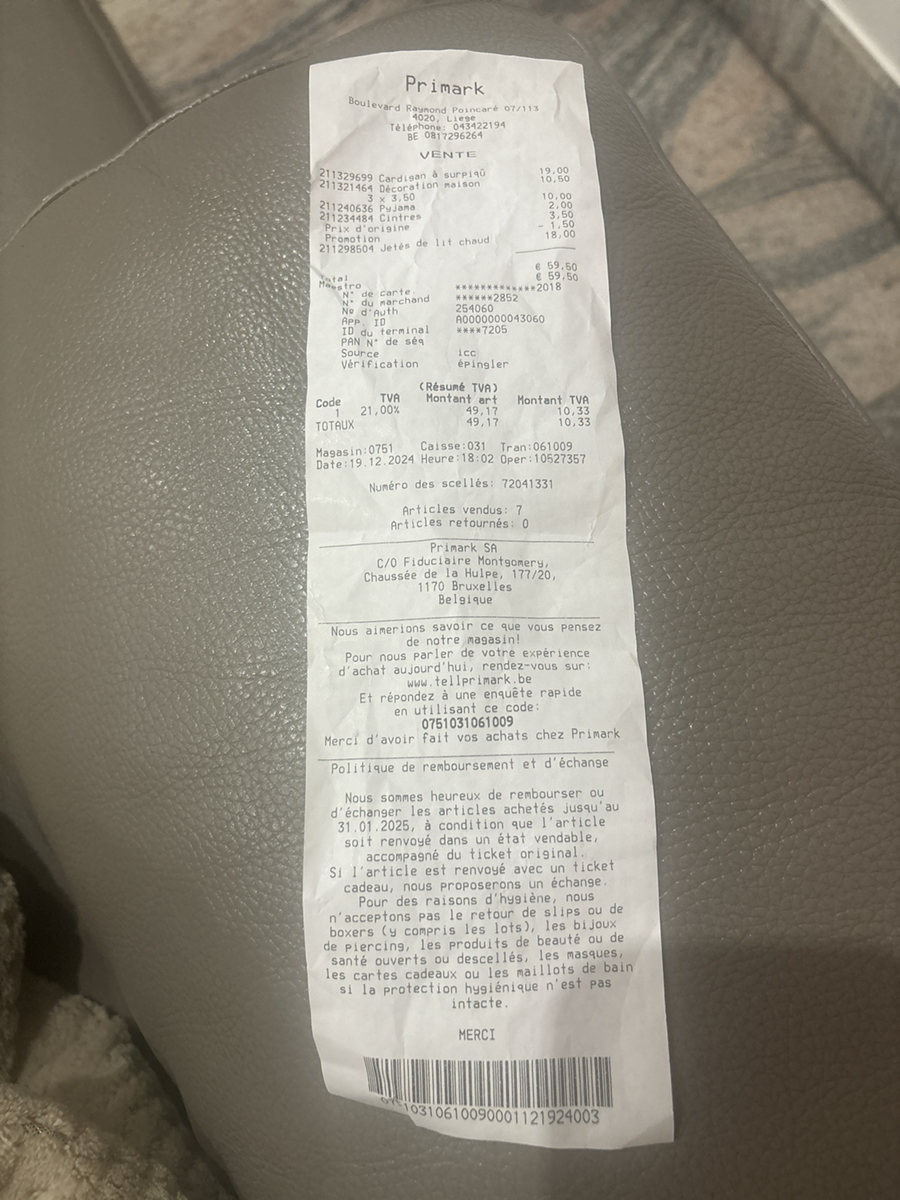 Primark
Boulevard Raymond Poincaré 07/113
4020, Liege
Téléphone: 043422194
BE 0817296264
VENTE
211329699 Cardigan à surpiqû 19,00
211321464 Décoration maison 10,50
3 x 3,50
211240636 Pyjama 10,00
211234484 Cintres 2,00
Prix d'origine 3,50
Promotion - 1,50
211298504 Jetés de lit chaud 18,00
Total € 59,50
Maestro € 59,50
N° de carte ************2018
N° du marchand ******2852
Nº d'Auth 254060
App. ID A0000000043060
ID du terminal ****7205
PAN N° de séq
Source icc
Vérification épingler
(Résumé TVA)
Code TVA Montant art Montant TVA
1 21,00% 49,17 10,33
TOTAUX 49,17 10,33
Magasin:0751 Caisse:031 Tran:061009
Date:19.12.2024 Heure:18:02 Oper:10527357
Numéro des scellés: 72041331
Articles vendus: 7
Articles retournés: 0
Primark SA
C/O Fiduciaire Montgomery,
Chaussée de la Hulpe, 177/20,
1170 Bruxelles
Belgique
Nous aimerions savoir ce que vous pensez
de notre magasin!
Pour nous parler de votre expérience
d'achat aujourd'hui, rendez-vous sur:
www.tellprimark.be
Et répondez à une enquête rapide
en utilisant ce code:
0751031061009
Merci d'avoir fait vos achats chez Primark
Politique de remboursement et d'échange
Nous sommes heureux de rembourser ou
d'échanger les articles achetés jusqu'au
31.01.2025, à condition que l'article
soit renvoyé dans un état vendable,
accompagné du ticket original.
Si l'article est renvoyé avec un ticket
cadeau, nous proposerons un échange.
Pour des raisons d'hygiène, nous
n'acceptons pas le retour de slips ou de
boxers (y compris les lots), les bijoux
de piercing, les produits de beauté ou de
santé ouverts ou descellés, les masques,
les cartes cadeaux ou les maillots de bain
si la protection hygiénique n'est pas
intacte.
MERCI
07510310610090001121924003